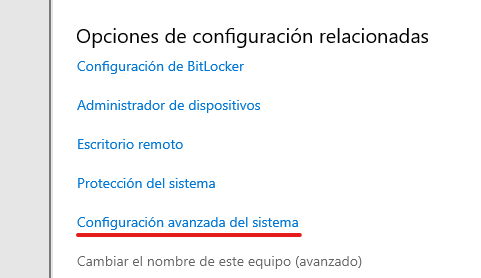 Opciones de configuración relacionadas
Configuración de BitLocker
Administrador de dispositivos
Escritorio remoto
Protección del sistema
Configuración avanzada del sistema
Cambiar el nombre de este equipo (avanzado)